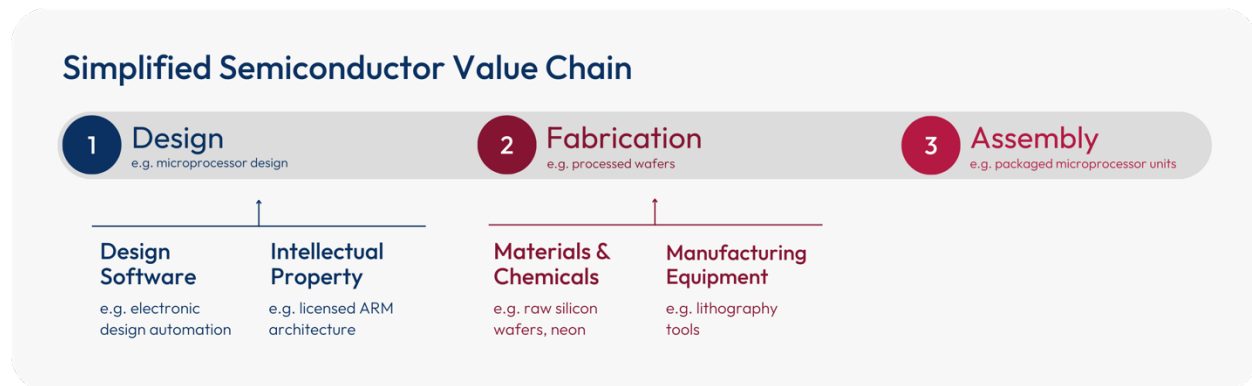 Simplified Semiconductor Value Chain
1
Design
e.g. microprocessor design
2
Fabrication
e.g. processed wafers
3
Assembly
e.g. packaged microprocessor units
Design
Software
e.g. electronic
design automation
Intellectual
Property
e.g. licensed ARM
architecture
Materials &
Chemicals
e.g. raw silicon
wafers, neon
Manufacturing
Equipment
e.g. lithography
tools